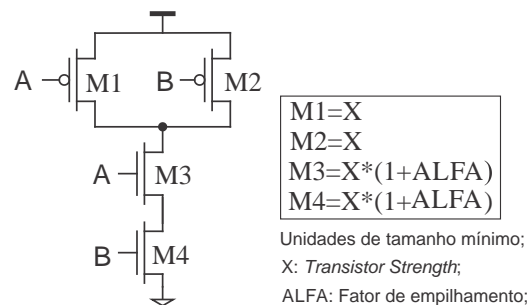 A
M1
B
M2
A
M3
B
M4
M1=X
M2=X
M3=X*(1+ALFA)
M4=X*(1+ALFA)
Unidades de tamanho mínimo;
X: Transistor Strength;
ALFA: Fator de empilhamento;